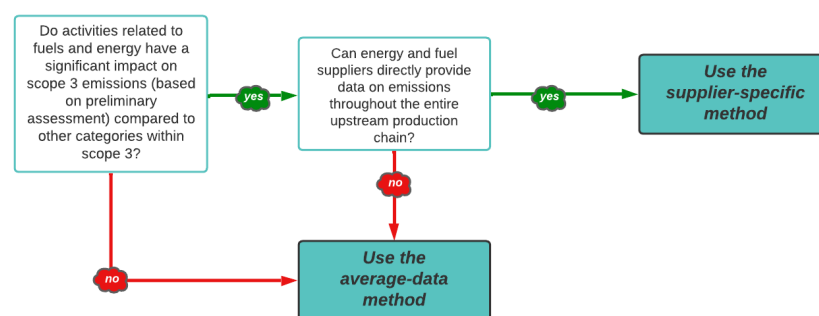 Do activities related to
fuels and energy have a
significant impact on
scope 3 emissions (based
on preliminary
assessment) compared to
other categories within
scope 3?
yes
Can energy and fuel
suppliers directly provide
data on emissions
throughout the entire
upstream production
chain?
yes
Use the
supplier-specific
method
no
no
Use the
average-data
method